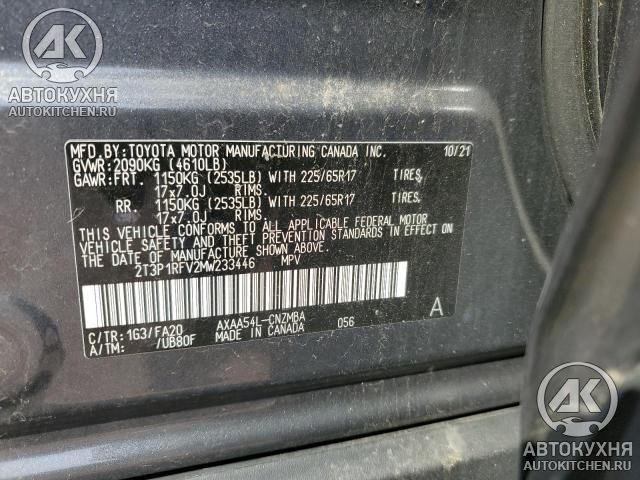 АК
АВТОКУХНЯ
AUTOKITCHEN.RU
MFD.BY:TOYOTA MOTOR MANUFACTURING CANADA INC. 10/21
GVWR:2090KG (4610LB)
GAWR:FRT. 1150KG (2535LB) WITH 225/65R17 TIRES,
17x7.0J RIMS.
RR. 1150KG (2535LB) WITH 225/65R17 TIRES,
17x7.0J RIMS.
THIS VEHICLE CONFORMS TO ALL APPLICABLE FEDERAL MOTOR
VEHICLE SAFETY AND THEFT PREVENTION STANDARDS IN EFFECT
ON THE DATE OF MANUFACTURE SHOWN ABOVE.
2T3P1RFV2MW233446 MPV
A
C/TR:1G3/FA20 AXAA54L-CNZMBA
A/TM: /UB80F MADE IN CANADA 056
АК
АВТОКУХНЯ
AUTOKITCHEN.RU